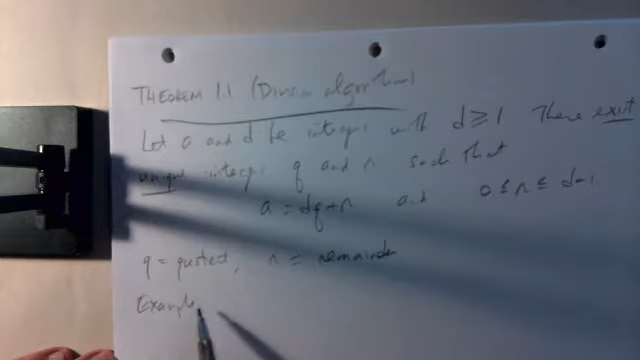 THEOREM 1.1 (Division algorithm)
Let a and d be integers with d ≥ 1 There exist
unique integers q and r such that
a = dq + r and 0 ≤ r ≤ d-1
q = quotient, r = remainder
Example